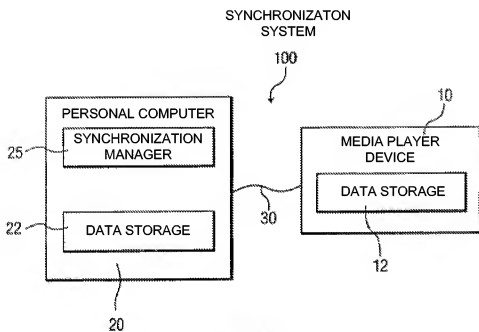 SYNCHRONIZATON
SYSTEM
100
PERSONAL COMPUTER
10
25
SYNCHRONIZATION
MANAGER
MEDIA PLAYER
DEVICE
22
DATA STORAGE
30
DATA STORAGE
12
20